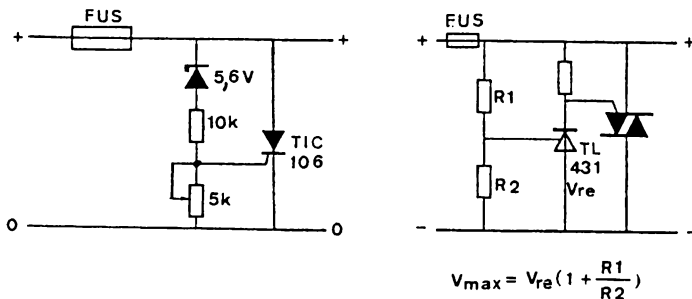 FUS
+ +
5,6V
10k
TIC
106
5k
0 0
FUS
+ +
R1
TL
431
Vre
R2
- -
Vmax = Vre(1 + R1/R2)